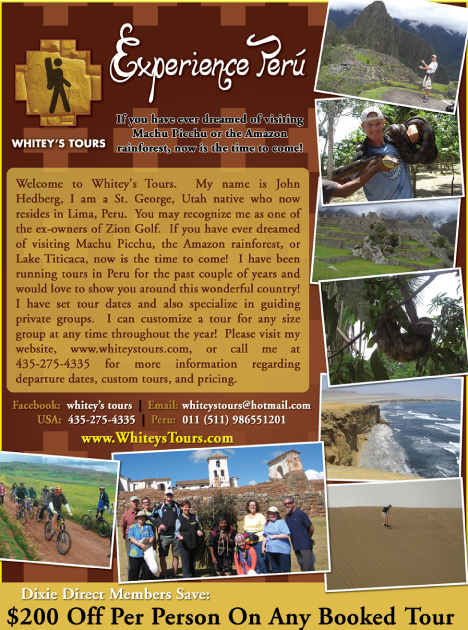 Experience Perú
WHITEY'S TOURS
If you have ever dreamed of visiting
Machu Picchu or the Amazon
rainforest, now is the time to come!
Welcome to Whitey's Tours. My name is John
Hedberg, I am a St. George, Utah native who now
resides in Lima, Peru. You may recognize me as one of
the ex-owners of Zion Golf. If you have ever dreamed
of visiting Machu Picchu, the Amazon rainforest, or
Lake Titicaca, now is the time to come! I have been
running tours in Peru for the past couple of years and
would love to show you around this wonderful country!
I have set tour dates and also specialize in guiding
private groups. I can customize a tour for any size
group at any time throughout the year! Please visit my
website, www.whiteystours.com, or call me at
435-275-4335 for more information regarding
departure dates, custom tours, and pricing.
Facebook: whitey's tours | Email: whiteystours@hotmail.com
USA: 435-275-4335 | Peru: 011 (511) 986551201
www.WhiteysTours.com
Dixie Direct Members Save:
$200 Off Per Person On Any Booked Tour